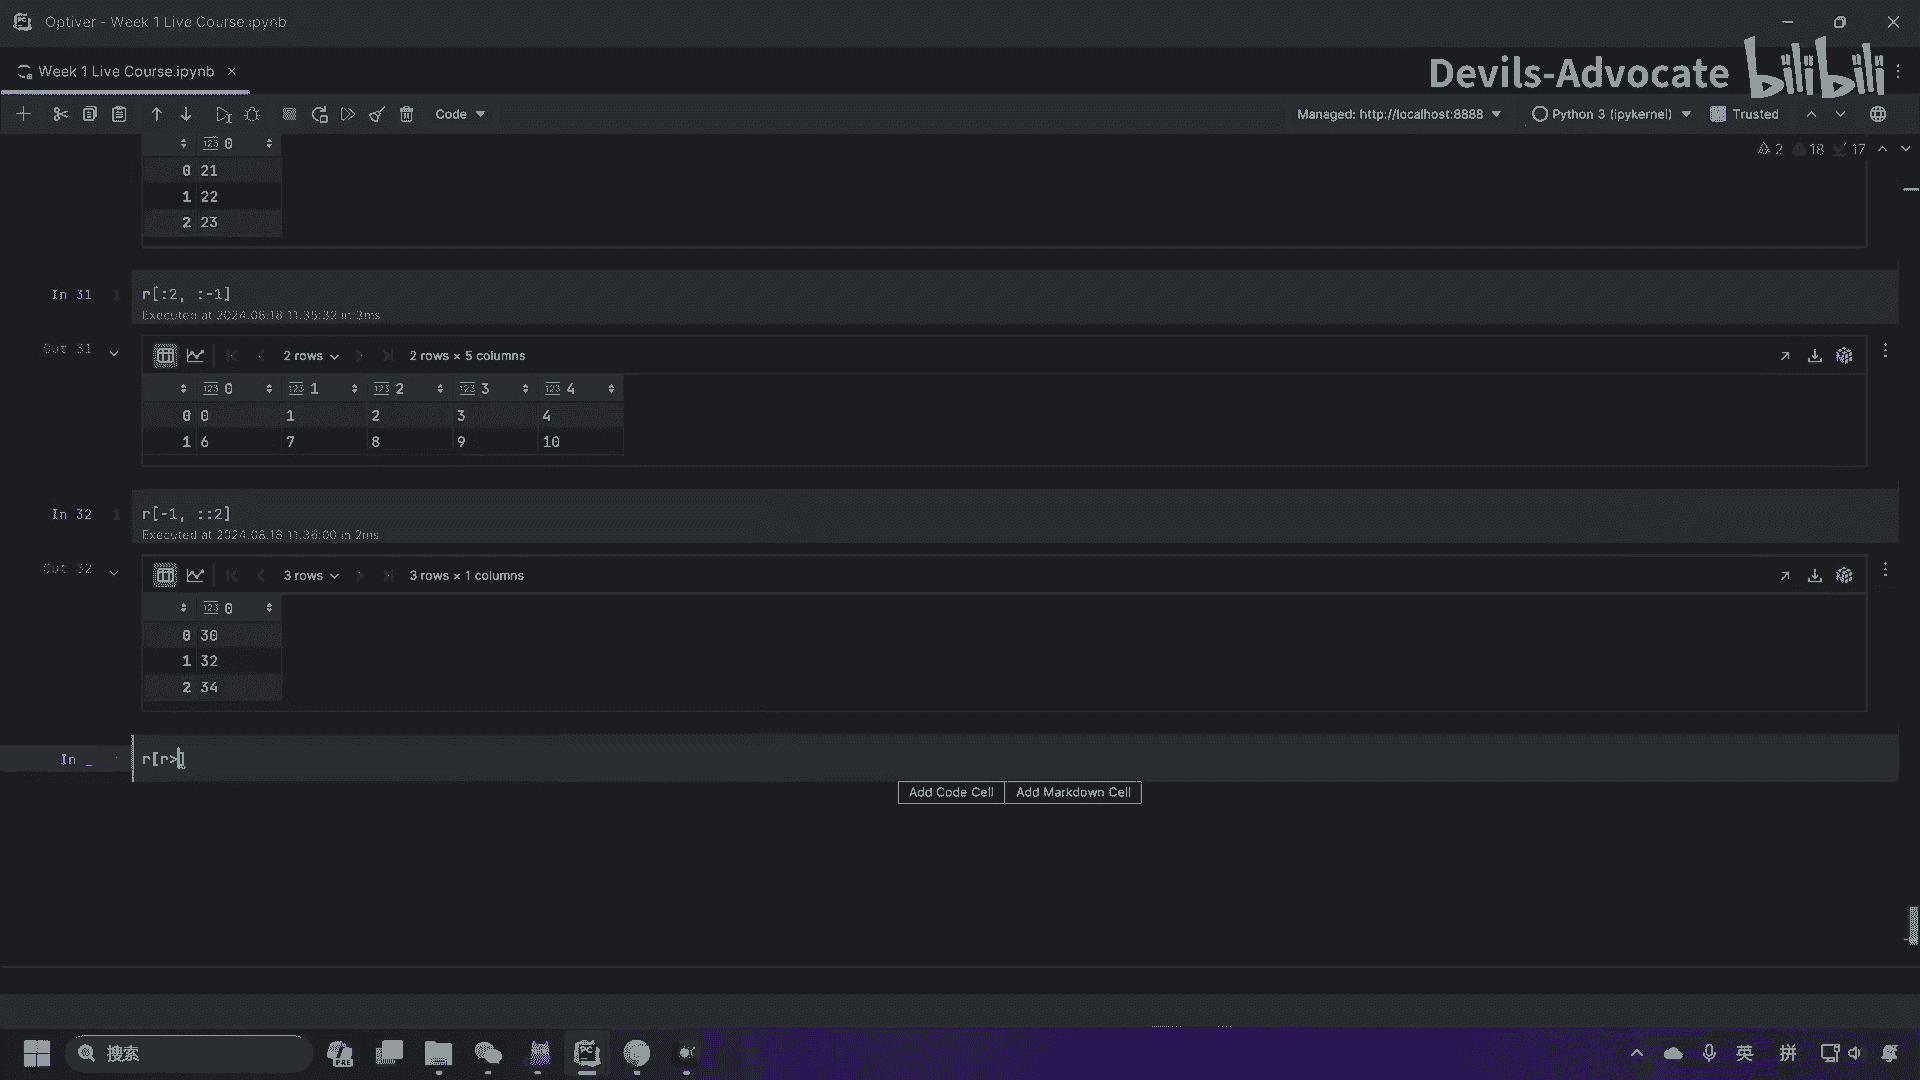 Optiver - Week 1 Live Course.ipynb
Week 1 Live Course.ipynb
Devils-Advocate bilibili
Code
Managed: http://localhost:8888
Python 3 (ipykernel)
Trusted
0
2 18 17
0 21
1 22
2 23
In 31 1 r[:2, :-1]
Executed at 2024.08.18 11:35:32 in 3ms
Out 31
2 rows 2 rows × 5 columns
0 1 2 3 4
0 0 1 2 3 4
1 6 7 8 9 10
In 32 1 r[-1, ::2]
Executed at 2024.08.18 11:36:00 in 2ms
Out 32
3 rows 3 rows × 1 columns
0
0 30
1 32
2 34
In _ r[r>]
Add Code Cell Add Markdown Cell
搜索
PRE
PC
英 拼